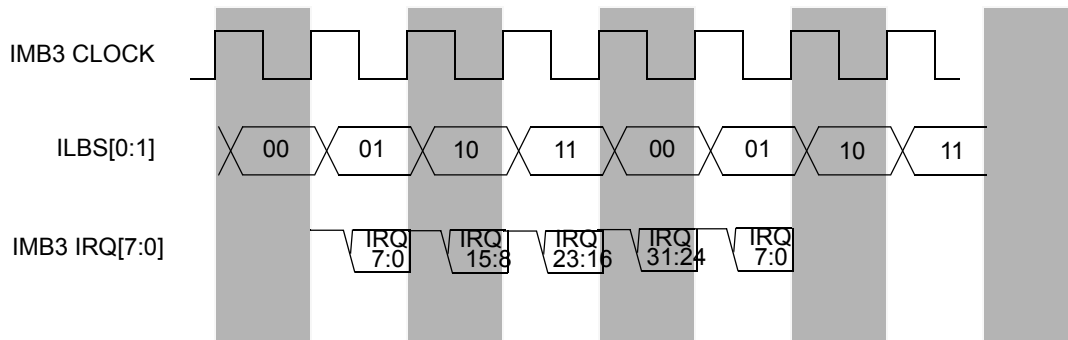 IMB3 CLOCK
ILBS[0:1]
00
01
10
11
00
01
10
11
IMB3 IRQ[7:0]
IRQ
7:0
IRQ
15:8
IRQ
23:16
IRQ
31:24
IRQ
7:0